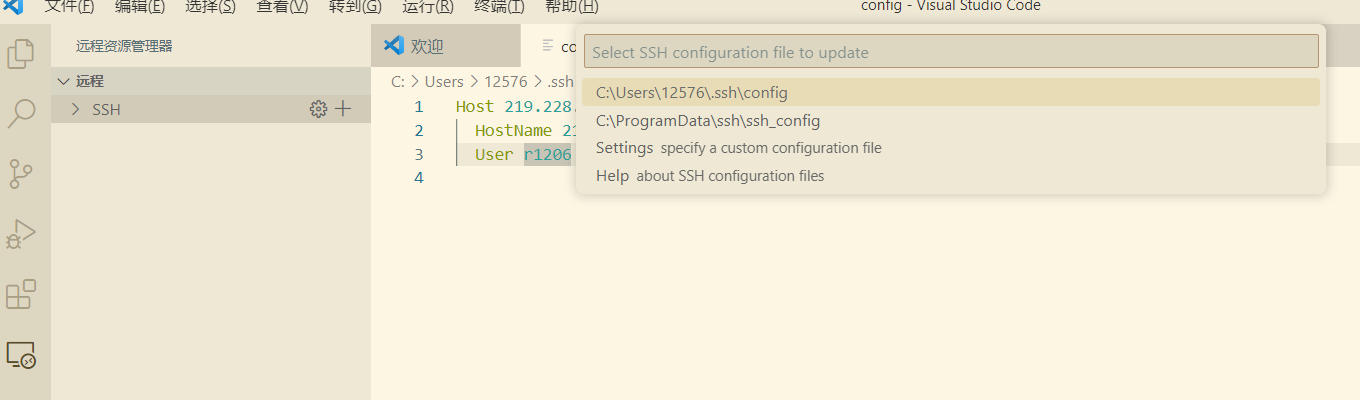 文件(F) 编辑(E) 选择(S) 查看(V) 转到(G) 运行(R) 终端(T) 帮助(H) config - Visual Studio Code
远程资源管理器
欢迎
co
Select SSH configuration file to update
远程
C: > Users > 12576 > .ssh
C:\Users\12576\.ssh\config
SSH
1 Host 219.228.
C:\ProgramData\ssh\ssh_config
2 HostName 21
Settings specify a custom configuration file
3 User r1206
Help about SSH configuration files
4